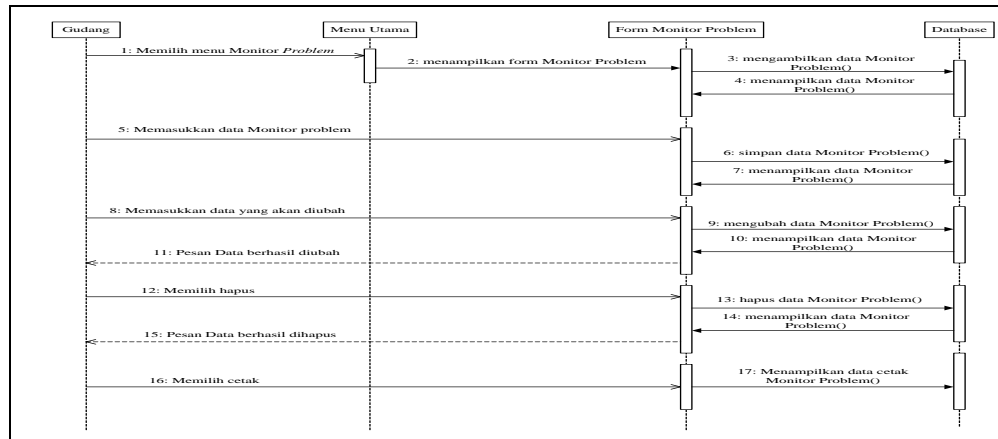 Gudang
Menu Utama
Form Monitor Problem
Database
1: Memilih menu Monitor Problem
2: menampilkan form Monitor Problem
3: mengambilkan data Monitor
Problem()
4: menampilkan data Monitor
Problem()
5: Memasukkan data Monitor problem
6: simpan data Monitor Problem()
7: menampilkan data Monitor
Problem()
8: Memasukkan data yang akan diubah
9: mengubah data Monitor Problem()
10: menampilkan data Monitor
Problem()
11: Pesan Data berhasil diubah
12: Memilih hapus
13: hapus data Monitor Problem()
14: menampilkan data Monitor
Problem()
15: Pesan Data berhasil dihapus
16: Memilih cetak
17: Menampilkan data cetak
Monitor Problem()